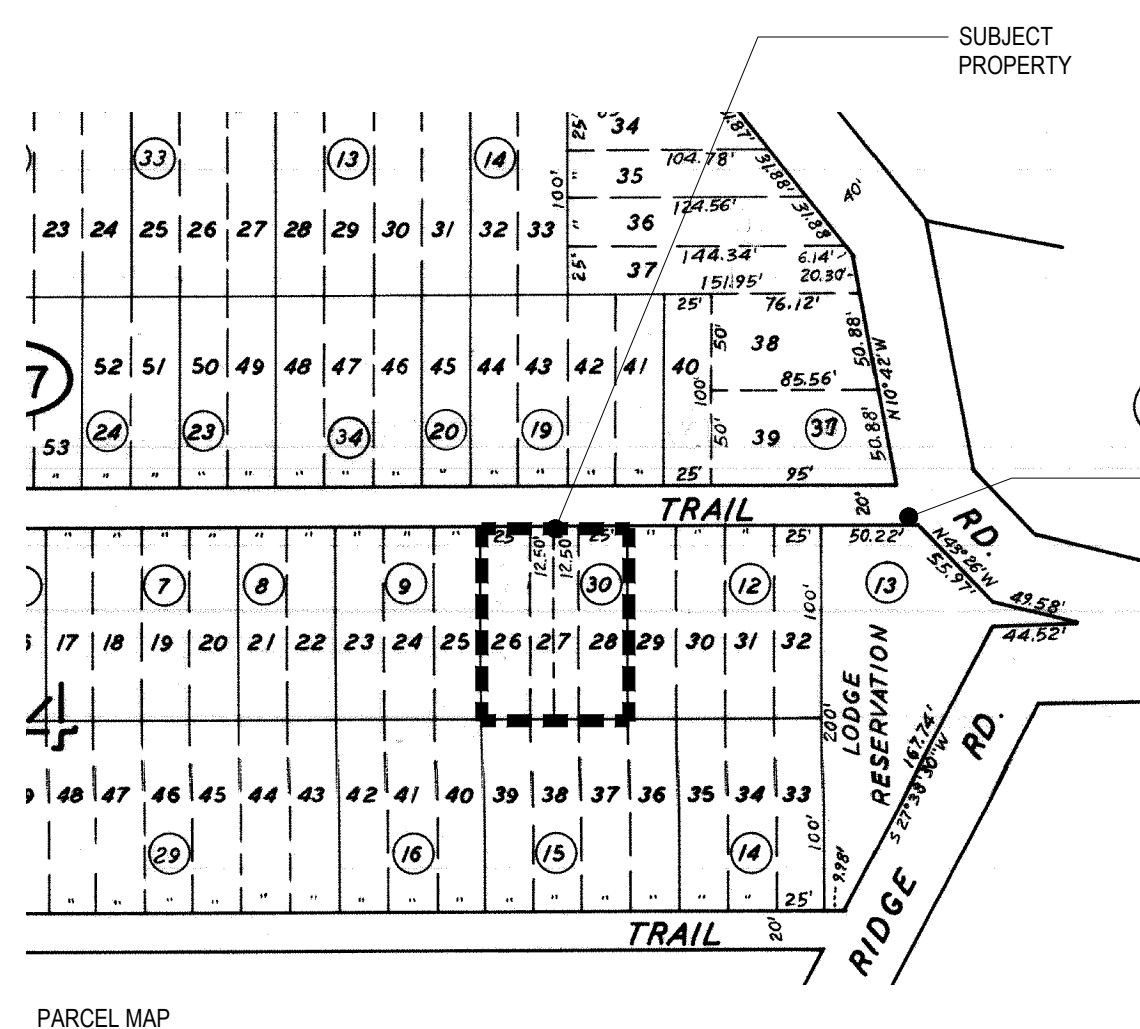 SUBJECT
PROPERTY
25' 34 31.87'
33 13 14 104.78' 31.88'
35 40'
100' " 124.56' 31.88
23 24 25 26 27 28 29 30 31 32 33 " 36
144.34' 6.14'
25' 37 151.95' 20.30'
25' 76.12'
50' 38 50.88' N10°42'W
7 52 51 50 49 48 47 46 45 44 43 42 41 40
100' 85.56'
53 24 23 34 20 19 50' 39 37 50.88'
" " " " " " " " " " " " 25' 95'
TRAIL 20' RD.
" " " " " " " " " 25' 25' " " " 25' 50.22' N43°26'W
12.50' 12.50' 55.97'
7 8 9 30 12 100' 13 49.58'
17 18 19 20 21 22 23 24 25 26 27 28 29 30 31 32 44.52'
4 200' LODGE
RESERVATION
167.74' RD.
S27°38'30"W
48 47 46 45 44 43 42 41 40 39 38 37 36 35 34 33
29 16 15 14 100' 9.98'
" " " " " " " " " " " " " " " 25'
TRAIL 20' RIDGE
PARCEL MAP